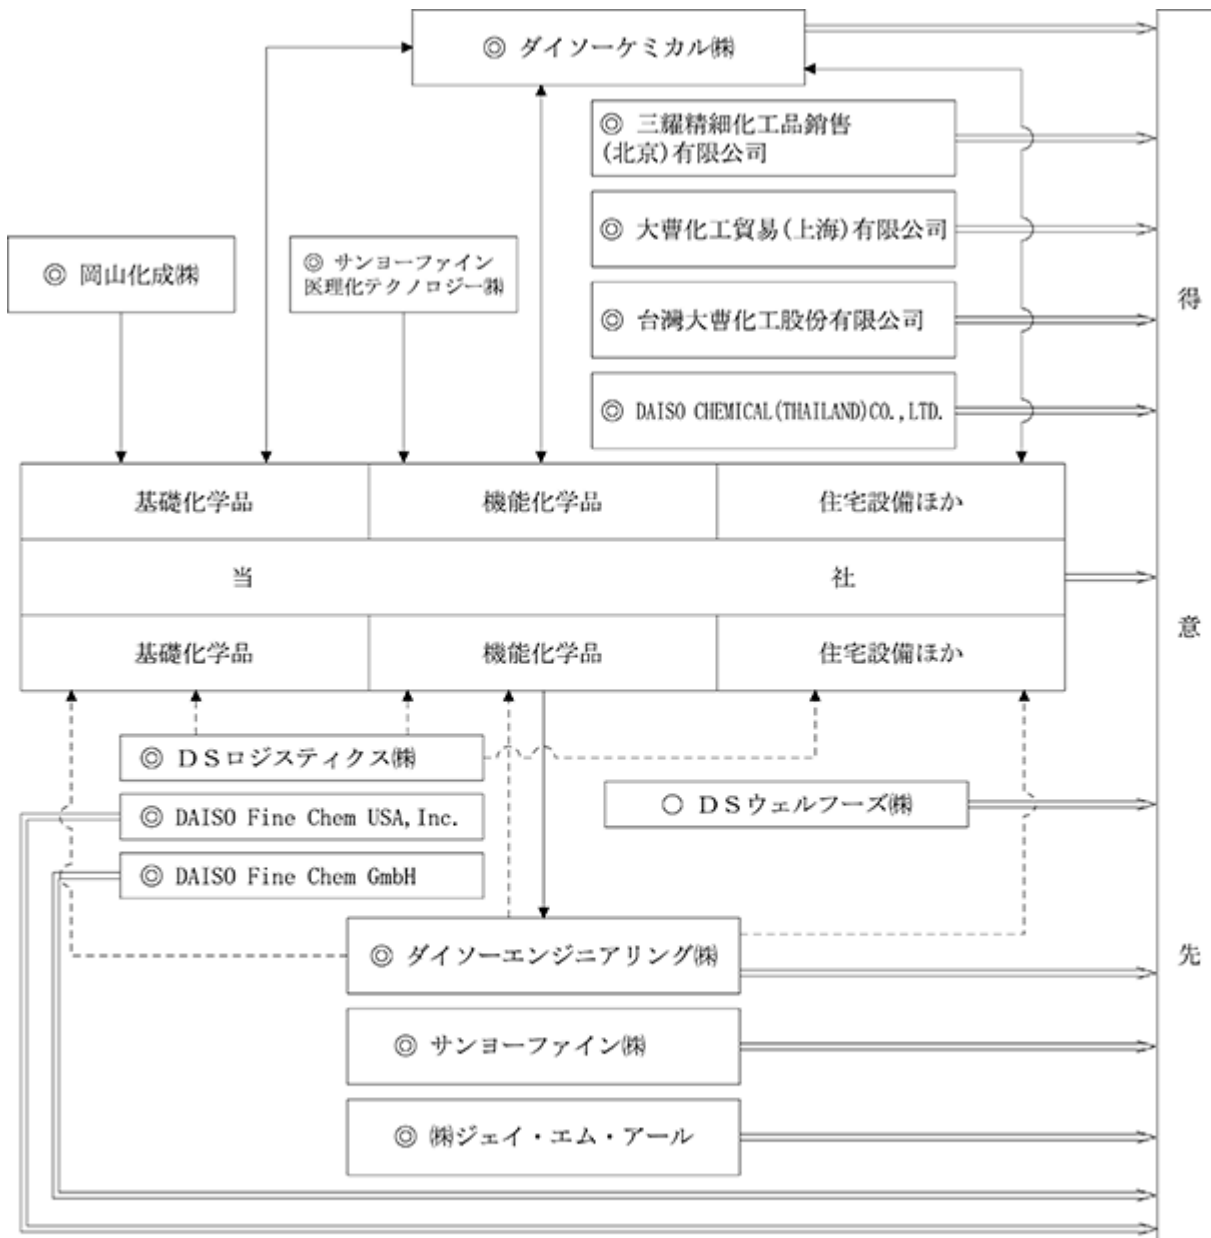 ◎ ダイソーケミカル㈱
◎ 三耀精細化工品銷售
(北京)有限公司
◎ 大曹化工貿易(上海)有限公司
◎ 岡山化成㈱
◎ サンヨーファイン
医理化テクノロジー㈱
◎ 台灣大曹化工股份有限公司
◎ DAISO CHEMICAL(THAILAND)CO.,LTD.
基礎化学品
機能化学品
住宅設備ほか
当 社
基礎化学品
機能化学品
住宅設備ほか
◎ DSロジスティクス㈱
◎ DAISO Fine Chem USA,Inc.
○ DSウェルフーズ㈱
◎ DAISO Fine Chem GmbH
◎ ダイソーエンジニアリング㈱
◎ サンヨーファイン㈱
◎ ㈱ジェイ・エム・アール
得
意
先